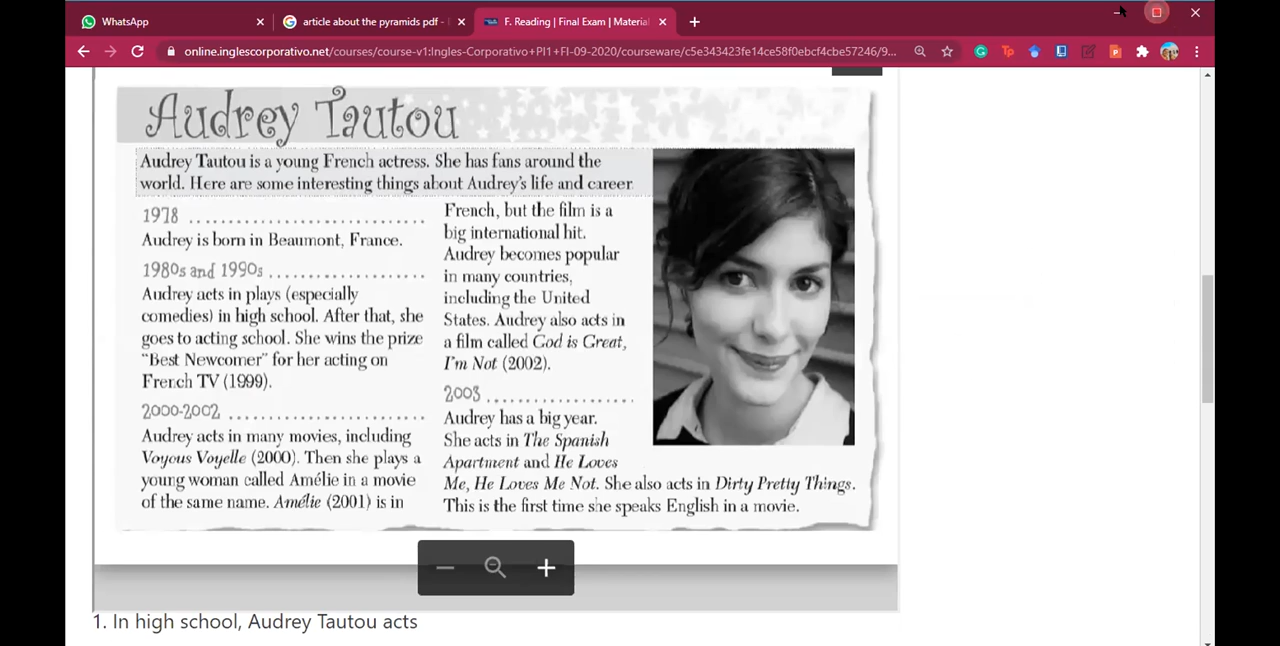 WhatsApp
article about the pyramids pdf -
F. Reading | Final Exam | Material
online.inglescorporativo.net/courses/course-v1:Ingles-Corporativo+PI1+FI-09-2020/courseware/c5e343423fe14ce58f0ebcf4cbe57246/9...
Audrey Tautou
Audrey Tautou is a young French actress. She has fans around the
world. Here are some interesting things about Audrey's life and career
1978
Audrey is born in Beaumont, France.
1980s and 1990s
Audrey acts in plays (especially
comedies) in high school. After that, she
goes to acting school. She wins the prize
"Best Newcomer" for her acting on
French TV (1999).
2000-2002
Audrey acts in many movies, including
Voyous Voyelle (2000). Then she plays a
young woman called Amélie in a movie
of the same name. Amélie (2001) is in
French, but the film is a
big international hit.
Audrey becomes popular
in many countries,
including the United
States. Audrey also acts in
a film called God is Great,
I'm Not (2002).
2003
Audrey has a big year.
She acts in The Spanish
Apartment and He Loves
Me, He Loves Me Not. She also acts in Dirty Pretty Things.
This is the first time she speaks English in a movie.
1. In high school, Audrey Tautou acts